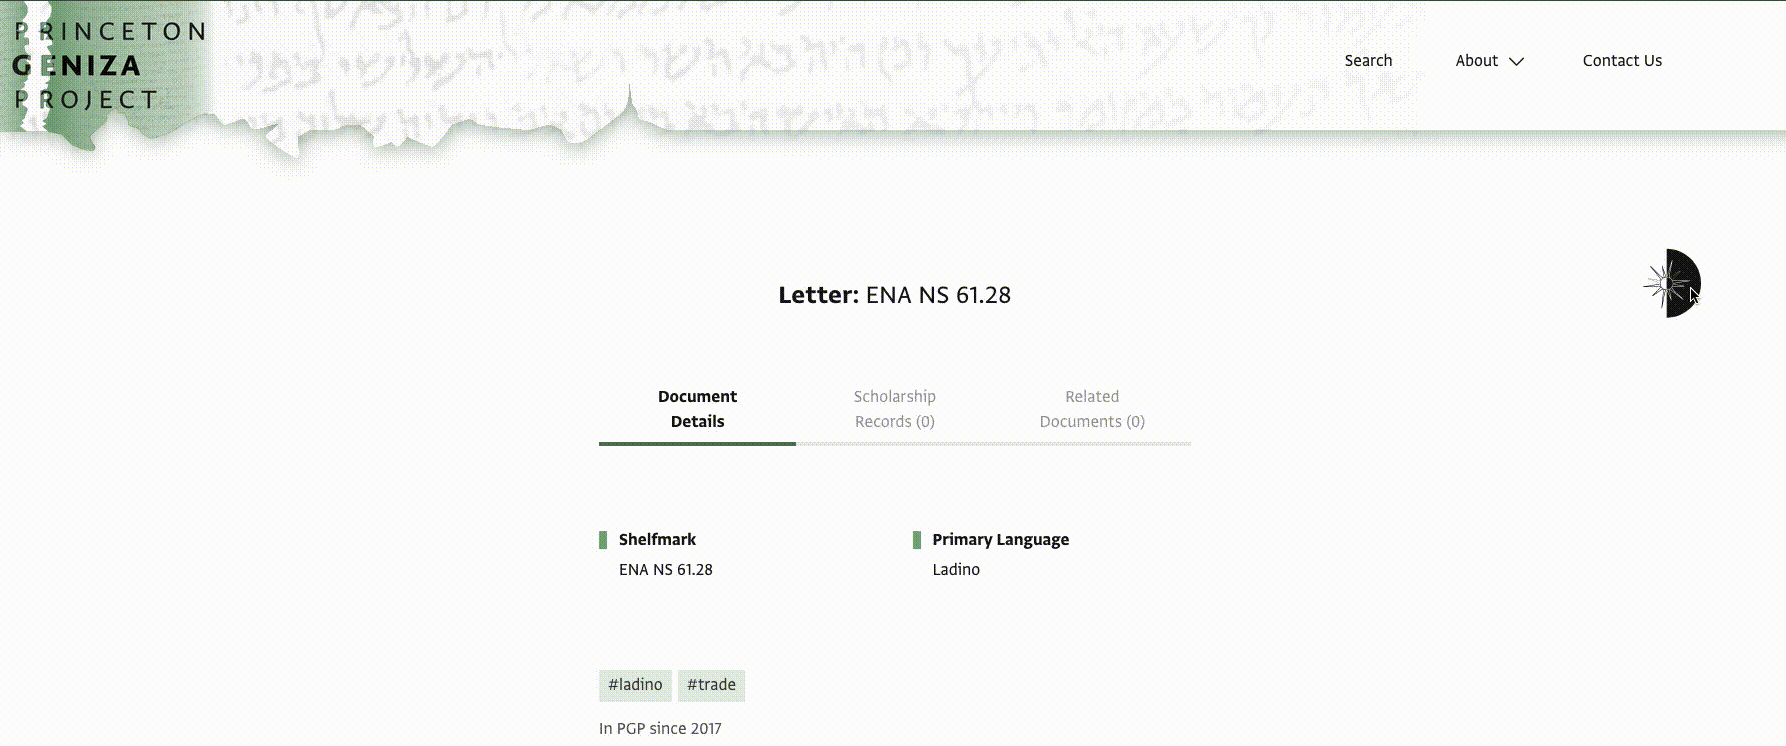 PRINCETON
GENIZA
PROJECT
Search
About
Contact Us
Letter: ENA NS 61.28
Document
Details
Scholarship
Records (0)
Related
Documents (0)
Shelfmark
ENA NS 61.28
Primary Language
Ladino
#ladino
#trade
In PGP since 2017